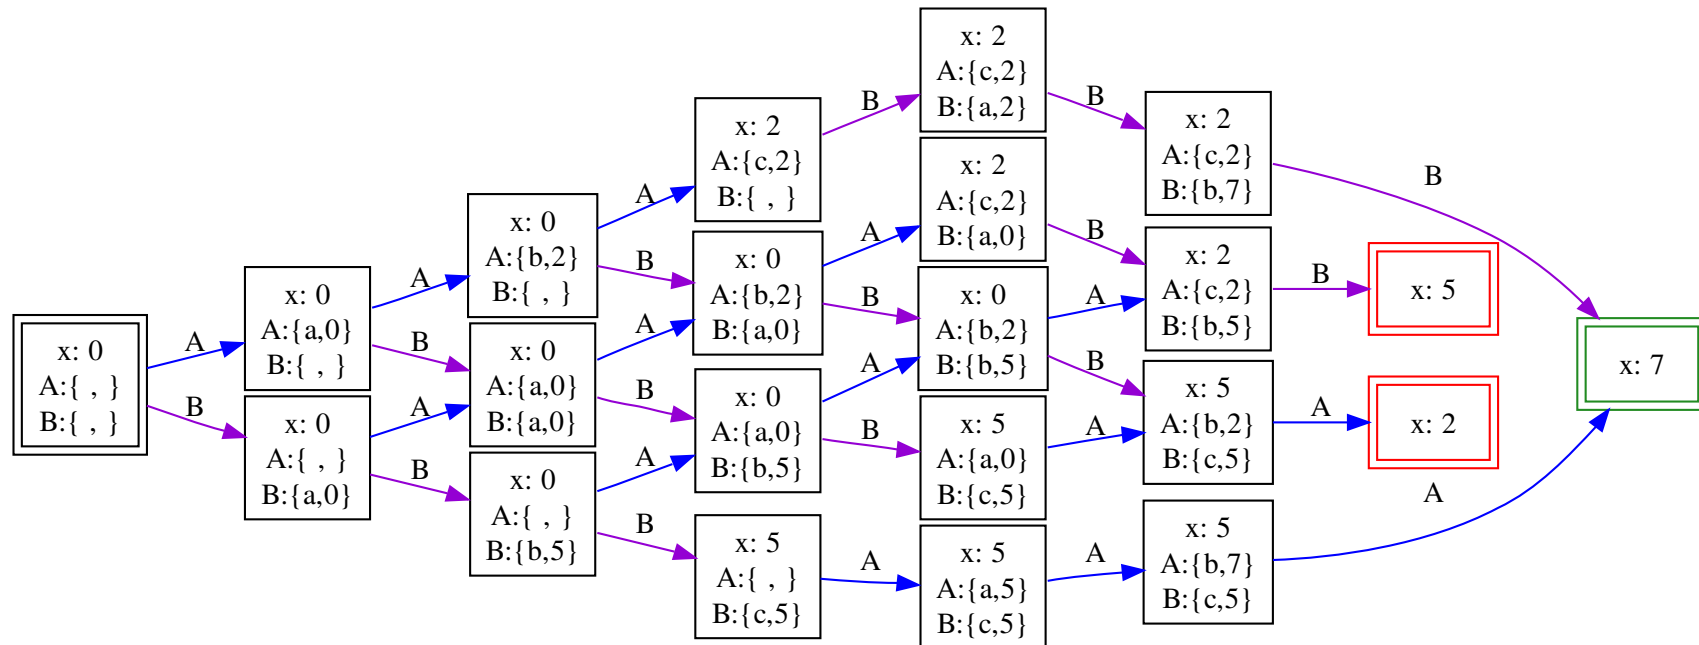 x: 0
A:{ , }
B:{ , }
A
B
x: 0
A:{a,0}
B:{ , }
x: 0
A:{ , }
B:{a,0}
A
B
A
B
x: 0
A:{b,2}
B:{ , }
x: 0
A:{a,0}
B:{a,0}
x: 0
A:{ , }
B:{b,5}
A
B
A
B
A
B
x: 2
A:{c,2}
B:{ , }
x: 0
A:{b,2}
B:{a,0}
x: 0
A:{a,0}
B:{b,5}
x: 5
A:{ , }
B:{c,5}
B
A
B
A
B
A
x: 2
A:{c,2}
B:{a,2}
x: 2
A:{c,2}
B:{a,0}
x: 0
A:{b,2}
B:{b,5}
x: 5
A:{a,0}
B:{c,5}
x: 5
A:{a,5}
B:{c,5}
B
B
A
B
A
A
x: 2
A:{c,2}
B:{b,7}
x: 2
A:{c,2}
B:{b,5}
x: 5
A:{b,2}
B:{c,5}
x: 5
A:{b,7}
B:{c,5}
B
B
A
A
x: 5
x: 2
x: 7